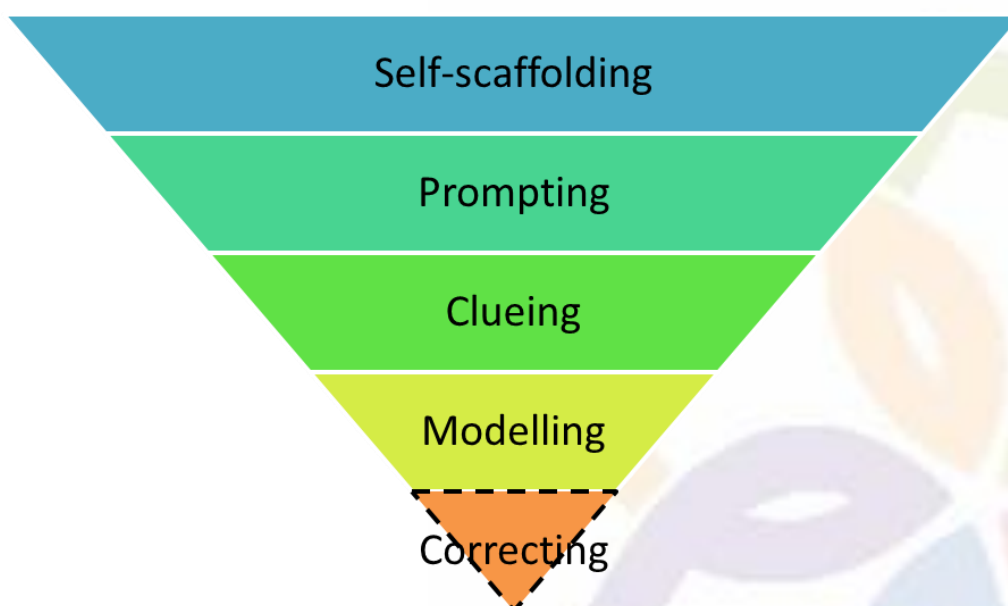 Self-scaffolding
Prompting
Clueing
Modelling
Correcting